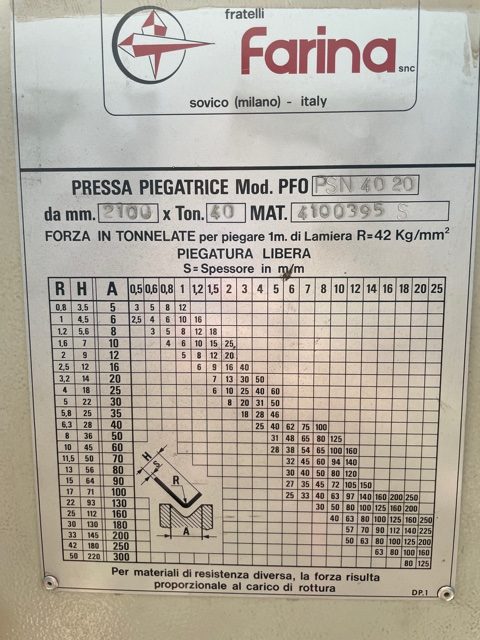 fratelli
farina snc
sovico (milano) - italy
PRESSA PIEGATRICE Mod. PFO PSN 40 20
da mm. 2100 x Ton. 40 MAT. 4100395 S
FORZA IN TONNELATE per piegare 1m. di Lamiera R=42 Kg/mm²
PIEGATURA LIBERA
S=Spessore in m/m
R H A 0,5 0,6 0,8 1 1,2 1,5 2 3 4 5 6 7 8 9 10 12 14 16 18 20 25
0,8 3,5 5 3 5 8 12
1 4,5 6 2,5 4 6 10 16
1,2 5,6 8 3 5 8 12 18
1,6 7 10 4 6 10 15 25
2 9 12 5 8 12 20
2,5 12 16 6 9 16 40
3,2 14 20 7 13 30 50
4 18 25 6 10 25 40 60
5 22 30 8 20 31 50
5,8 25 35 18 28 46
6,3 28 40 25 40 62 75 100
8 36 50 31 48 65 80 125
10 45 60 28 38 54 65 100 160
11,5 50 70 32 45 60 94 140
13 56 80 30 40 50 80 120
15 64 90 27 35 45 72 105 150
17 71 100 25 33 40 63 97 140 160 200 250
22 93 130 30 50 80 100 125 160 200
25 112 160 40 63 80 100 125 160 250
30 130 180 57 70 90 112 140 225
33 145 200 50 63 80 100 125 200
42 180 250 63 80 100 160
50 220 300 80 125
H
S
R
A
Per materiali di resistenza diversa, la forza risulta
proporzionale al carico di rottura
DP.1